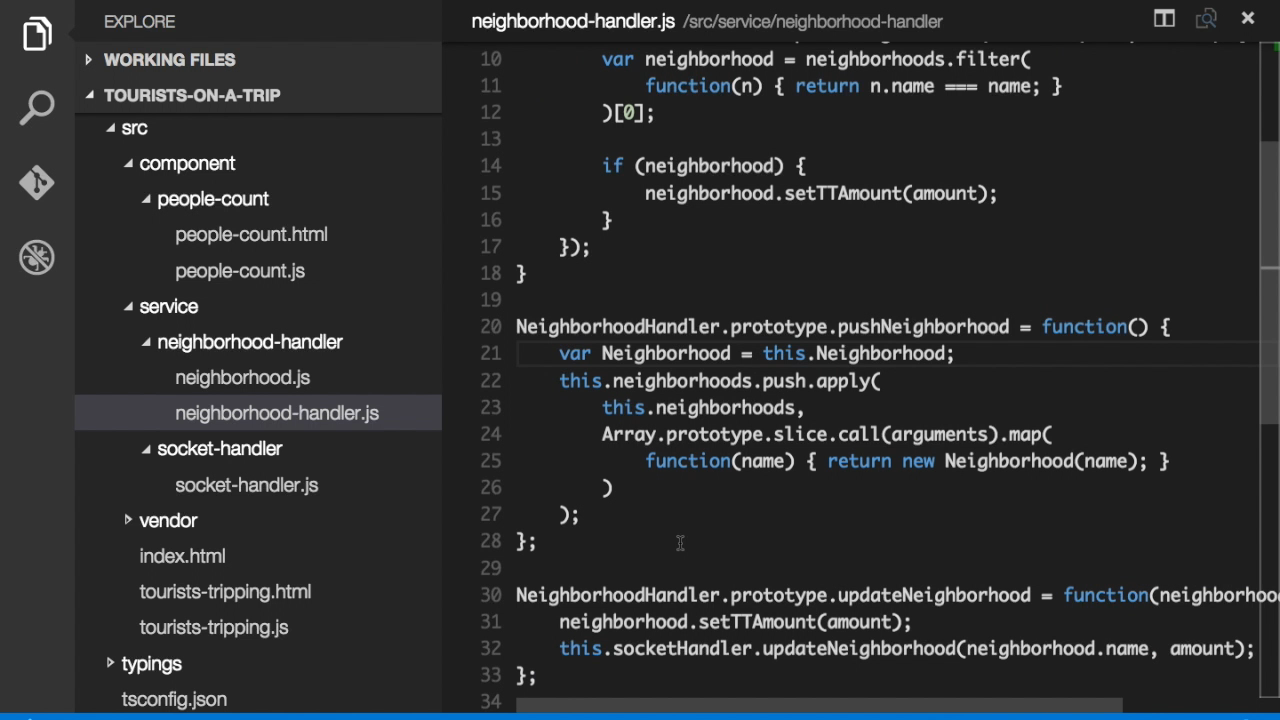 EXPLORE
WORKING FILES
TOURISTS-ON-A-TRIP
src
component
people-count
people-count.html
people-count.js
service
neighborhood-handler
neighborhood.js
neighborhood-handler.js
socket-handler
socket-handler.js
vendor
index.html
tourists-tripping.html
tourists-tripping.js
typings
tsconfig.json
neighborhood-handler.js /src/service/neighborhood-handler
10 var neighborhood = neighborhoods.filter(
11 function(n) { return n.name === name; }
12 )[0];
13
14 if (neighborhood) {
15 neighborhood.setTTAmount(amount);
16 }
17 });
18 }
19
20 NeighborhoodHandler.prototype.pushNeighborhood = function() {
21 var Neighborhood = this.Neighborhood;
22 this.neighborhoods.push.apply(
23 this.neighborhoods,
24 Array.prototype.slice.call(arguments).map(
25 function(name) { return new Neighborhood(name); }
26 )
27 );
28 };
29
30 NeighborhoodHandler.prototype.updateNeighborhood = function(neighborhoo
31 neighborhood.setTTAmount(amount);
32 this.socketHandler.updateNeighborhood(neighborhood.name, amount);
33 };
34